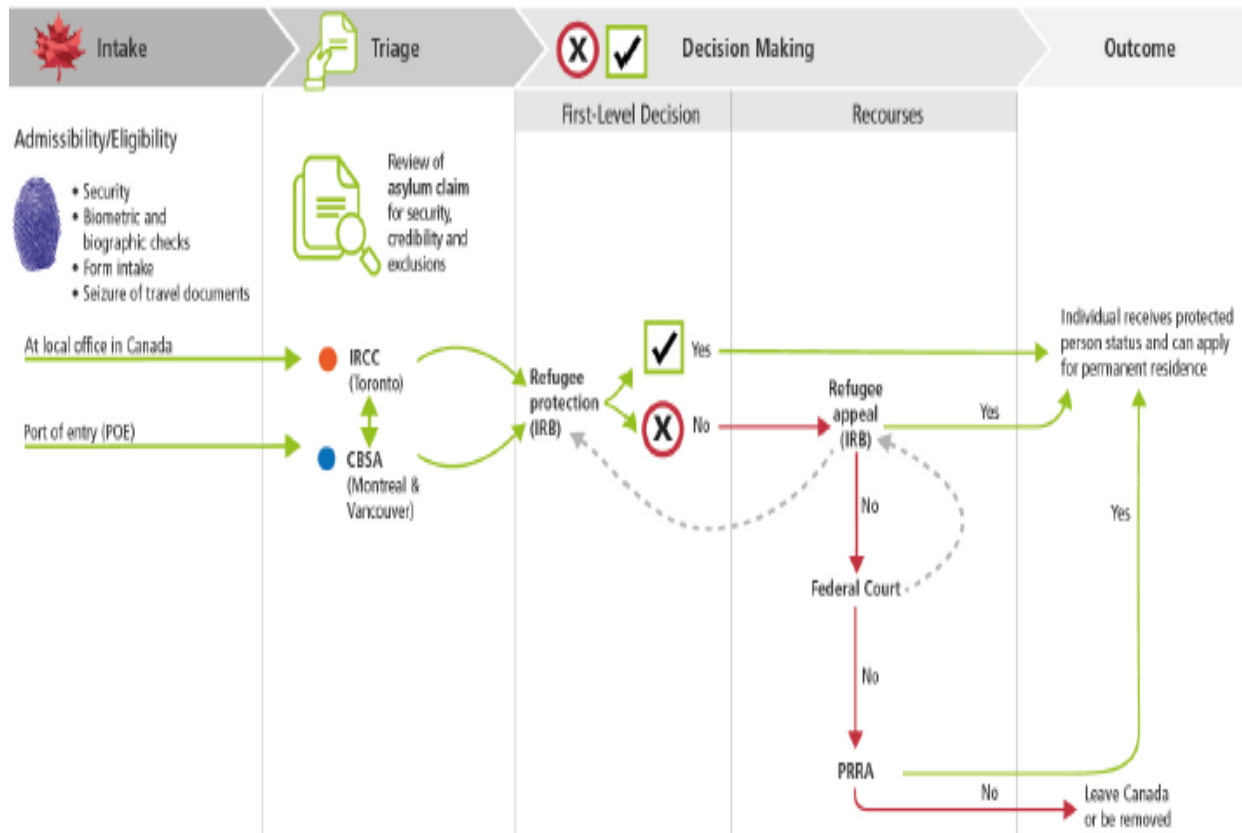 Intake
Triage
Decision Making
Outcome
First-Level Decision
Recourses
Admissibility/Eligibility
• Security
• Biometric and
biographic checks
• Form intake
• Seizure of travel documents
Review of
asylum claim
for security,
credibility and
exclusions
At local office in Canada
Port of entry (POE)
IRCC
(Toronto)
CBSA
(Montreal &
Vancouver)
Refugee
protection
(IRB)
Yes
No
Refugee
appeal
(IRB)
Yes
No
Federal Court
No
PRRA
No
Yes
Individual receives protected
person status and can apply
for permanent residence
Leave Canada
or be removed